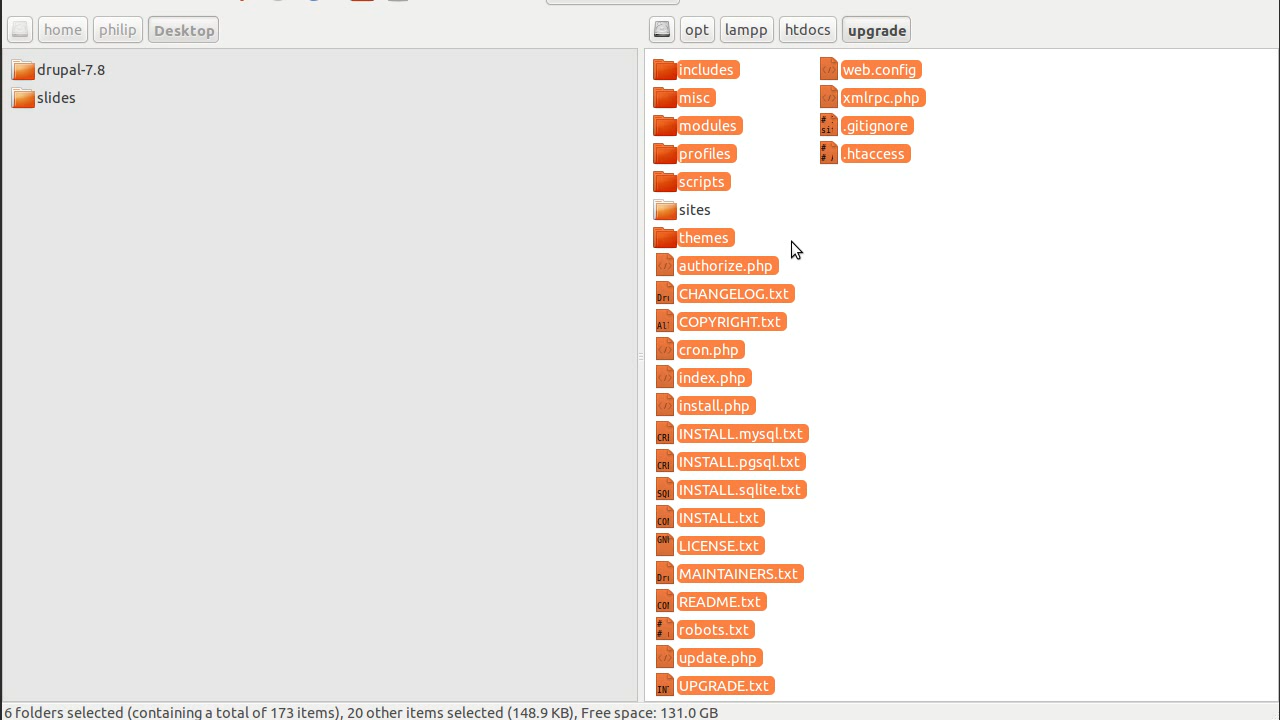 home philip Desktop
opt lampp htdocs upgrade
drupal-7.8
slides
includes
misc
modules
profiles
scripts
sites
themes
authorize.php
CHANGELOG.txt
COPYRIGHT.txt
cron.php
index.php
install.php
INSTALL.mysql.txt
INSTALL.pgsql.txt
INSTALL.sqlite.txt
INSTALL.txt
LICENSE.txt
MAINTAINERS.txt
README.txt
robots.txt
update.php
UPGRADE.txt
web.config
xmlrpc.php
.gitignore
.htaccess
6 folders selected (containing a total of 173 items), 20 other items selected (148.9 KB), Free space: 131.0 GB